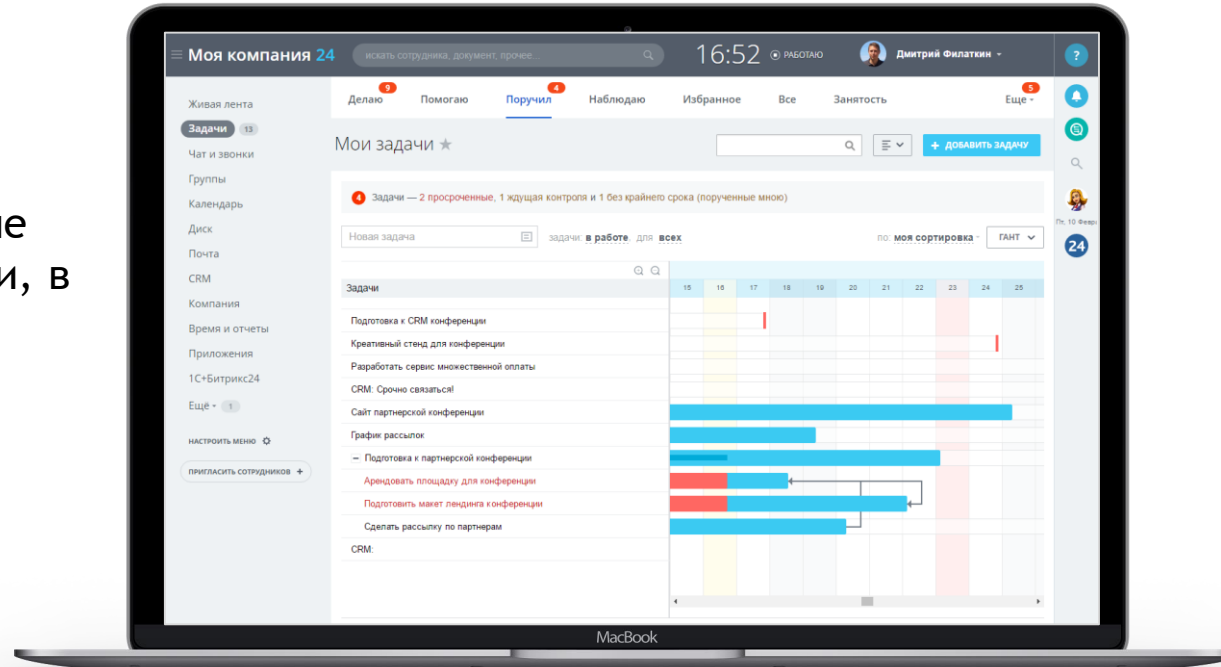 Моя компания 24
искать сотрудника, документ, прочее...
16:52 РАБОТАЮ
Дмитрий Филаткин
?
Живая лента
Задачи 13
Чат и звонки
Группы
Календарь
Диск
Почта
CRM
Компания
Время и отчеты
Приложения
1С+Битрикс24
Ещё 1
НАСТРОИТЬ МЕНЮ
ПРИГЛАСИТЬ СОТРУДНИКОВ +
и, в
Делаю 9 Помогаю Поручил 4 Наблюдаю Избранное Все Занятость Еще 5
Мои задачи
+ ДОБАВИТЬ ЗАДАЧУ
4 Задачи — 2 просроченные, 1 ждущая контроля и 1 без крайнего срока (порученные мною)
Новая задача
задачи: в работе, для всех
по: моя сортировка
ГАНТ
Задачи
15 16 17 18 19 20 21 22 23 24 25
Подготовка к CRM конференции
Креативный стенд для конференции
Разработать сервис множественной оплаты
CRM: Срочно связаться!
Сайт партнерской конференции
График рассылок
– Подготовка к партнерской конференции
Арендовать площадку для конференции
Подготовить макет лендинга конференции
Сделать рассылку по партнерам
CRM:
Пт, 10 Февр
24
MacBook